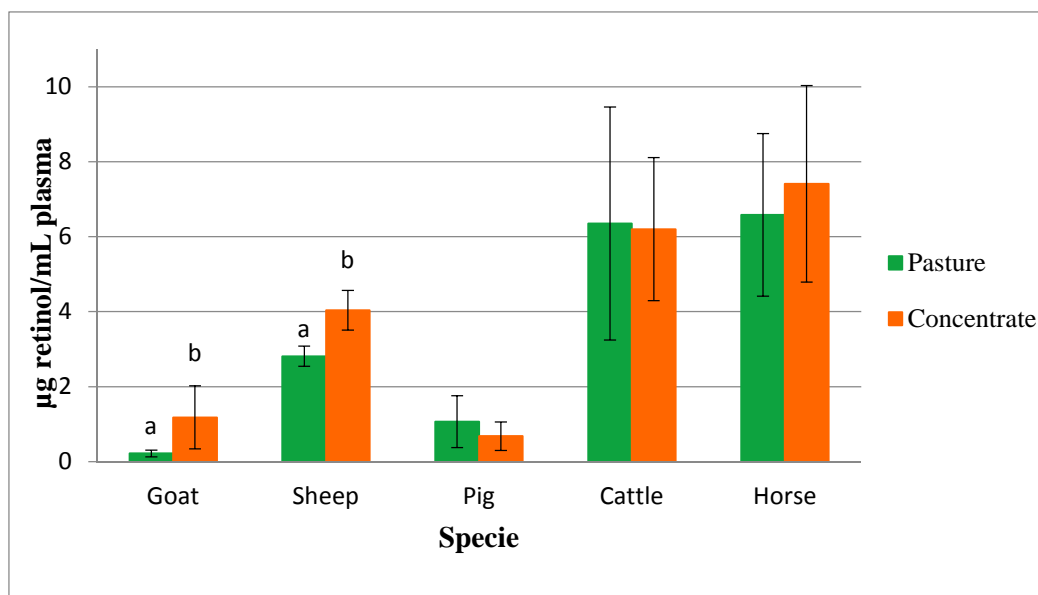 µg retinol/mL plasma
10
8
6
4
2
0
a
b
a
b
Goat
Sheep
Pig
Cattle
Horse
Specie
Pasture
Concentrate